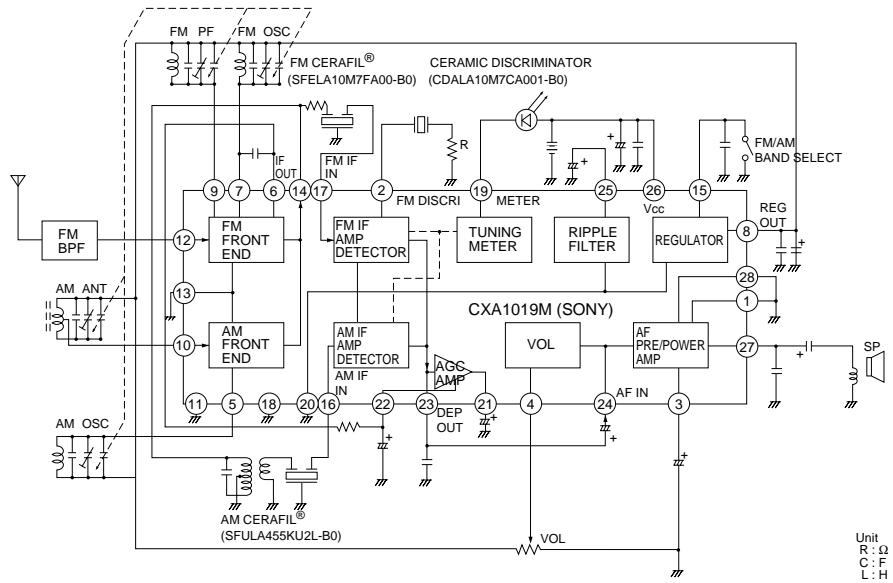 FM PF FM OSC
FM CERAFIL®
(SFELA10M7FA00-B0)
CERAMIC DISCRIMINATOR
(CDALA10M7CA001-B0)
R
FM/AM
BAND SELECT
IF
OUT
FM IF
IN
9 7 6 14 17 2 FM DISCRI 19 METER 25 26 15
Vcc
REG
OUT
FM
BPF
12
FM
FRONT
END
FM IF
AMP
DETECTOR
TUNING
METER
RIPPLE
FILTER
REGULATOR
8
28
13
1
AM ANT
CXA1019M (SONY)
10
AM
FRONT
END
AM IF
AMP
DETECTOR
VOL
AF
PRE/POWER
AMP
27
SP
AM IF
IN
AGC
AMP
AF IN
11 5 18 20 16 22 23 21 4 24 3
DEP
OUT
AM OSC
AM CERAFIL®
(SFULA455KU2L-B0)
VOL
Unit
R : Ω
C : F
L : H